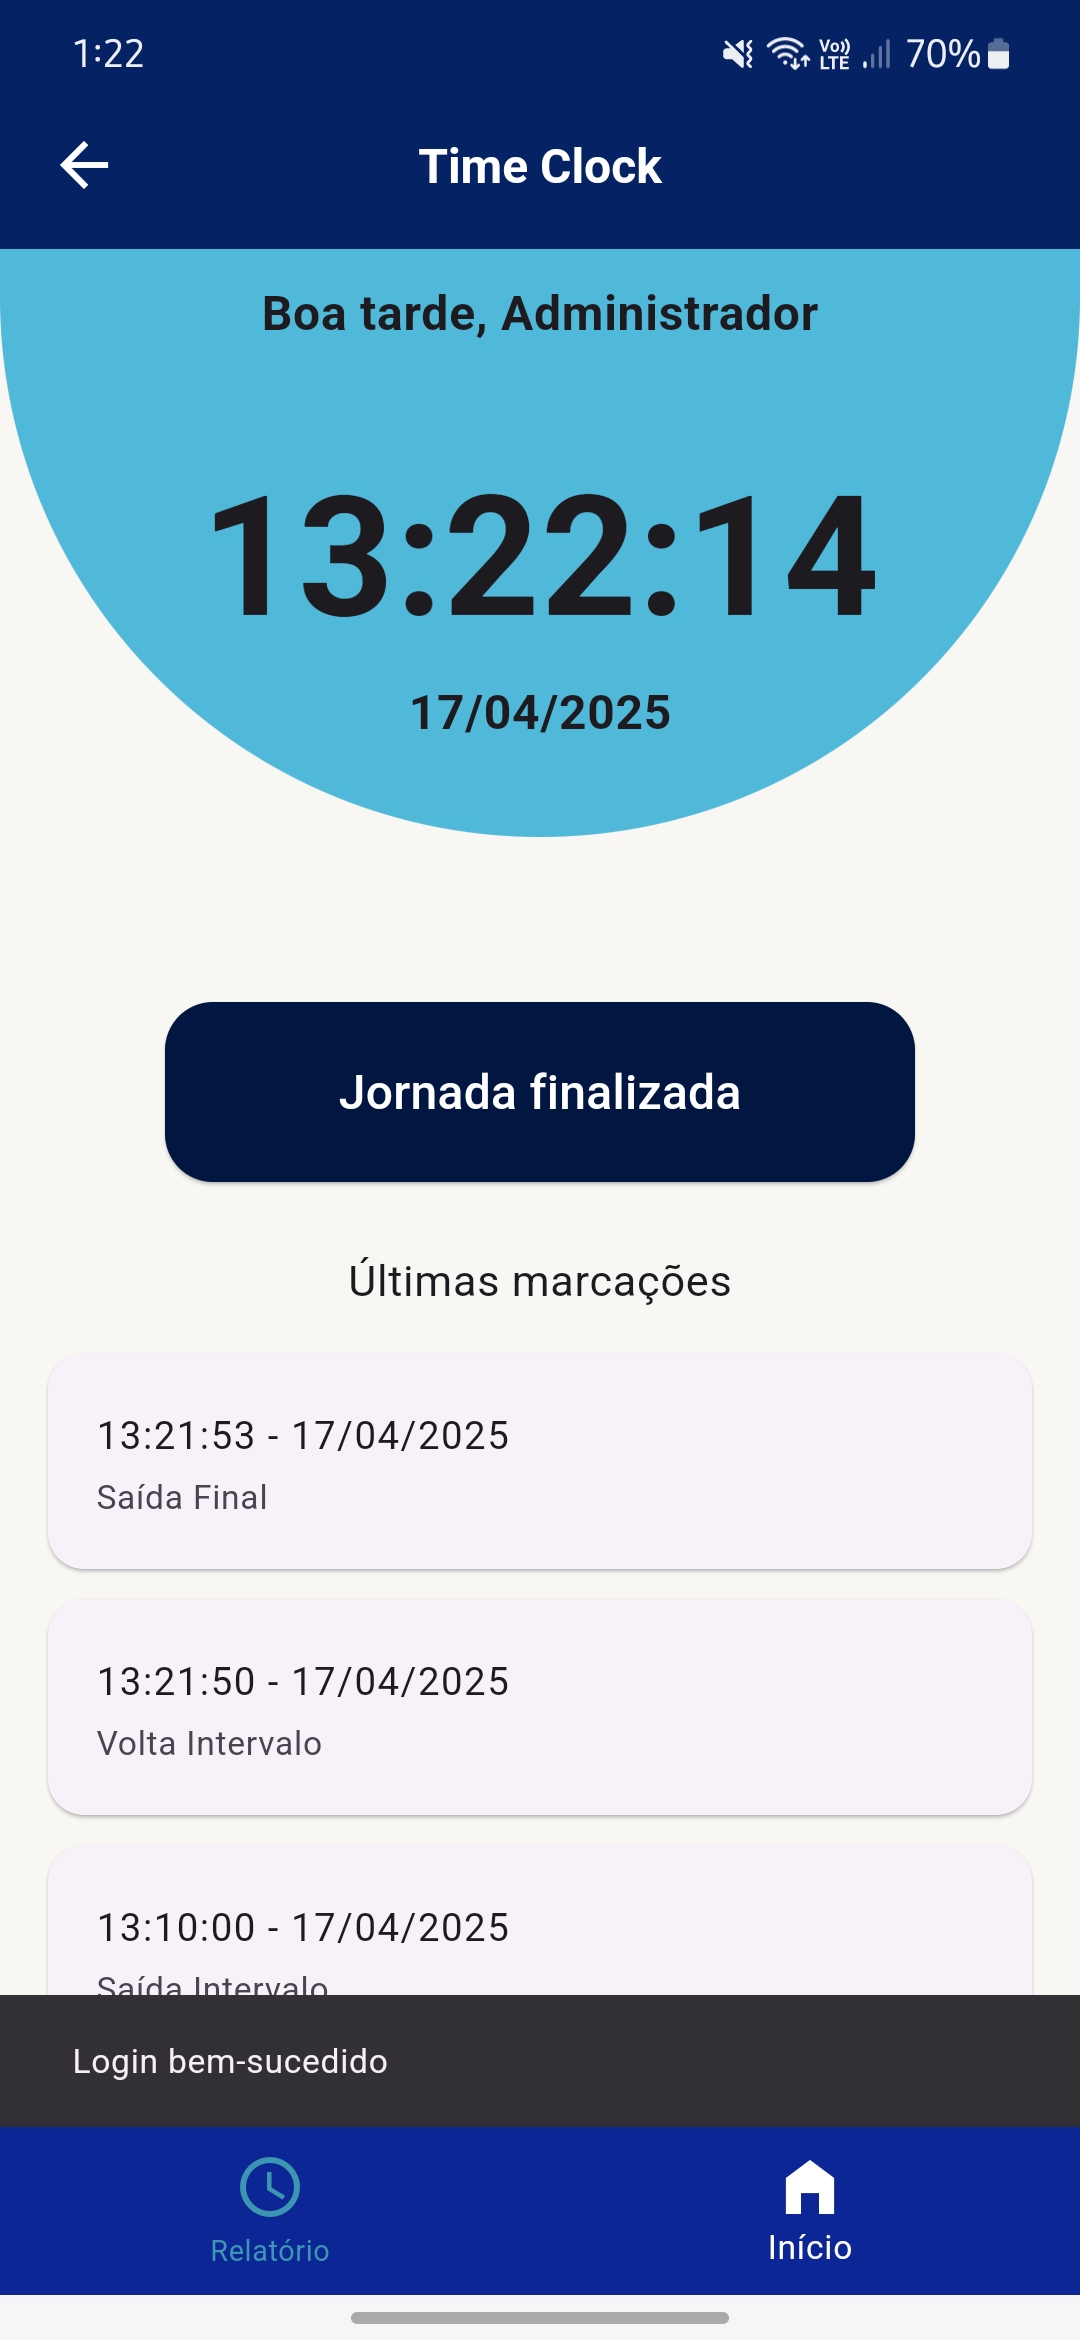 1:22
Vo))
LTE
70%
Time Clock
Boa tarde, Administrador
13:22:14
17/04/2025
Jornada finalizada
Últimas marcações
13:21:53 - 17/04/2025
Saída Final
13:21:50 - 17/04/2025
Volta Intervalo
13:10:00 - 17/04/2025
Saída Intervalo
Login bem-sucedido
Relatório
Início